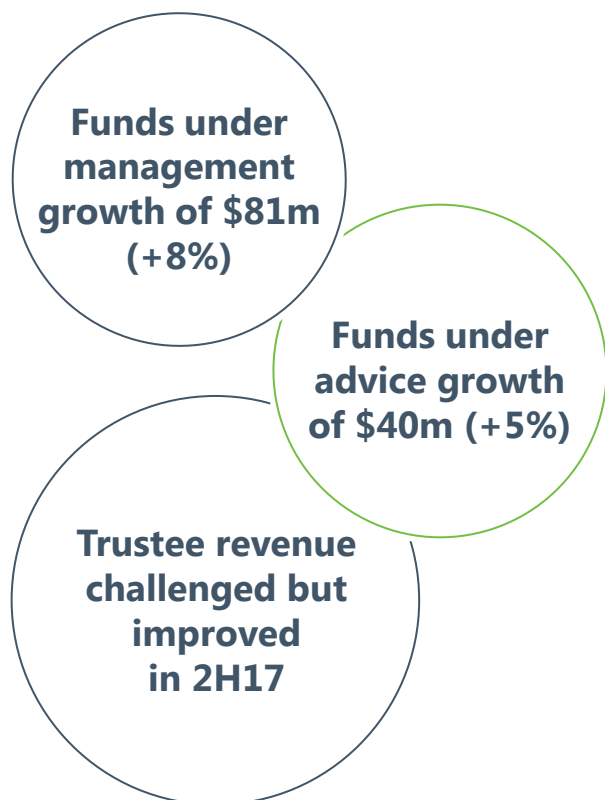 Funds under
management
growth of $81m
(+8%)
Funds under
advice growth
of $40m (+5%)
Trustee revenue
challenged but
improved
in 2H17